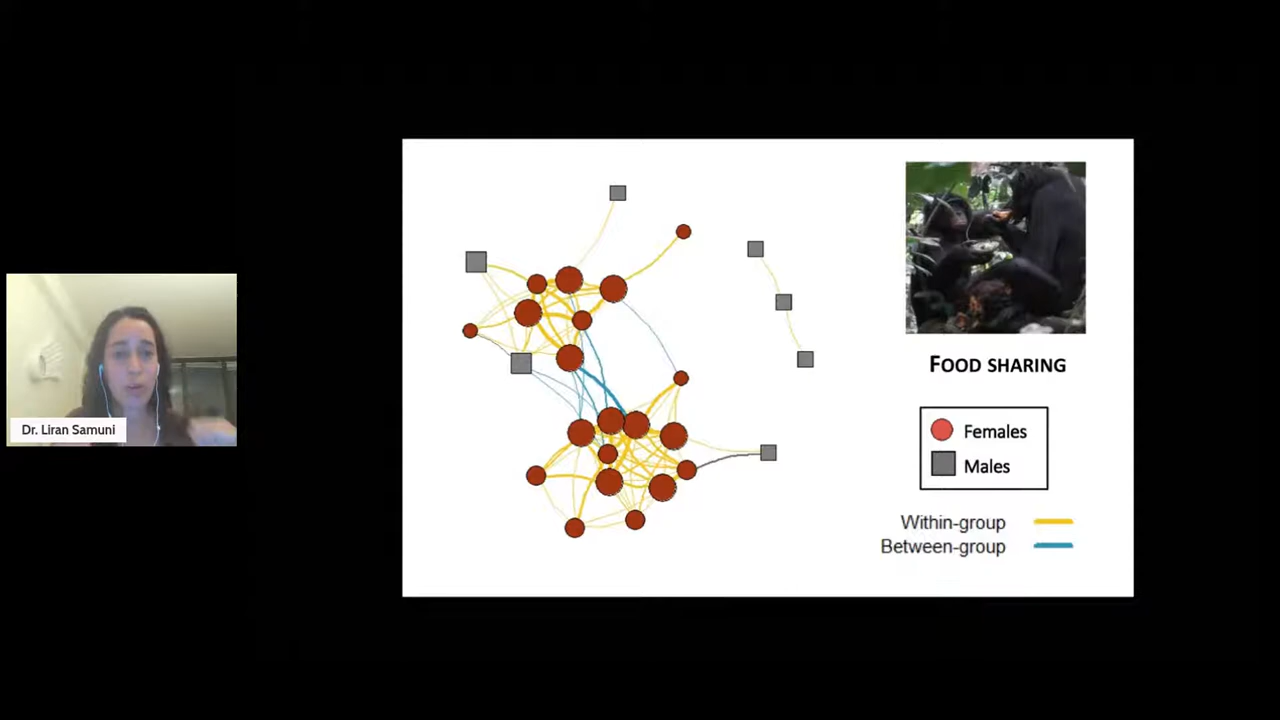 Dr. Liran Samuni
FOOD SHARING
Females
Males
Within-group
Between-group